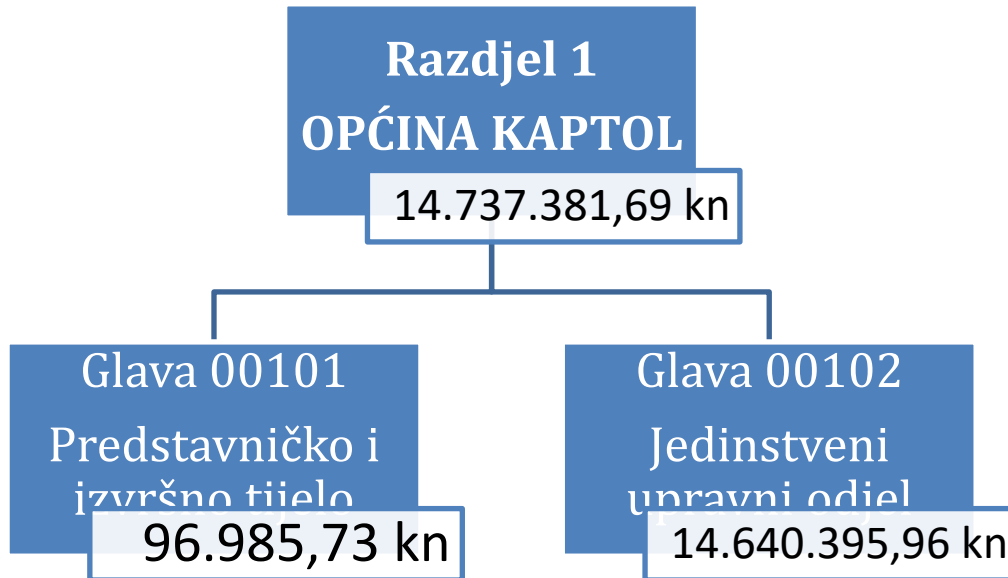 Razdjel 1
OPĆINA KAPTOL
14.737.381,69 kn
Glava 00101
Predstavničko i
izvršno tijelo
96.985,73 kn
Glava 00102
Jedinstveni
upravni odjel
14.640.395,96 kn